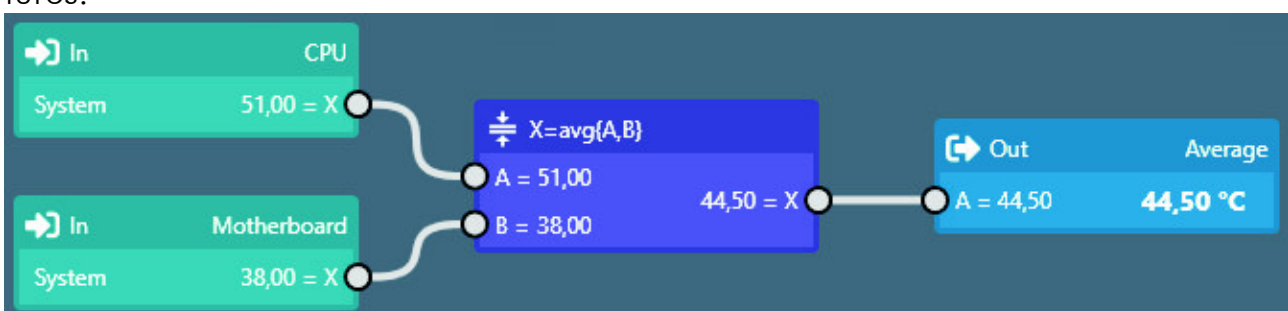 In CPU
System 51,00 = X
In Motherboard
System 38,00 = X
X=avg{A,B}
A = 51,00
44,50 = X
B = 38,00
Out Average
A = 44,50 44,50 °C